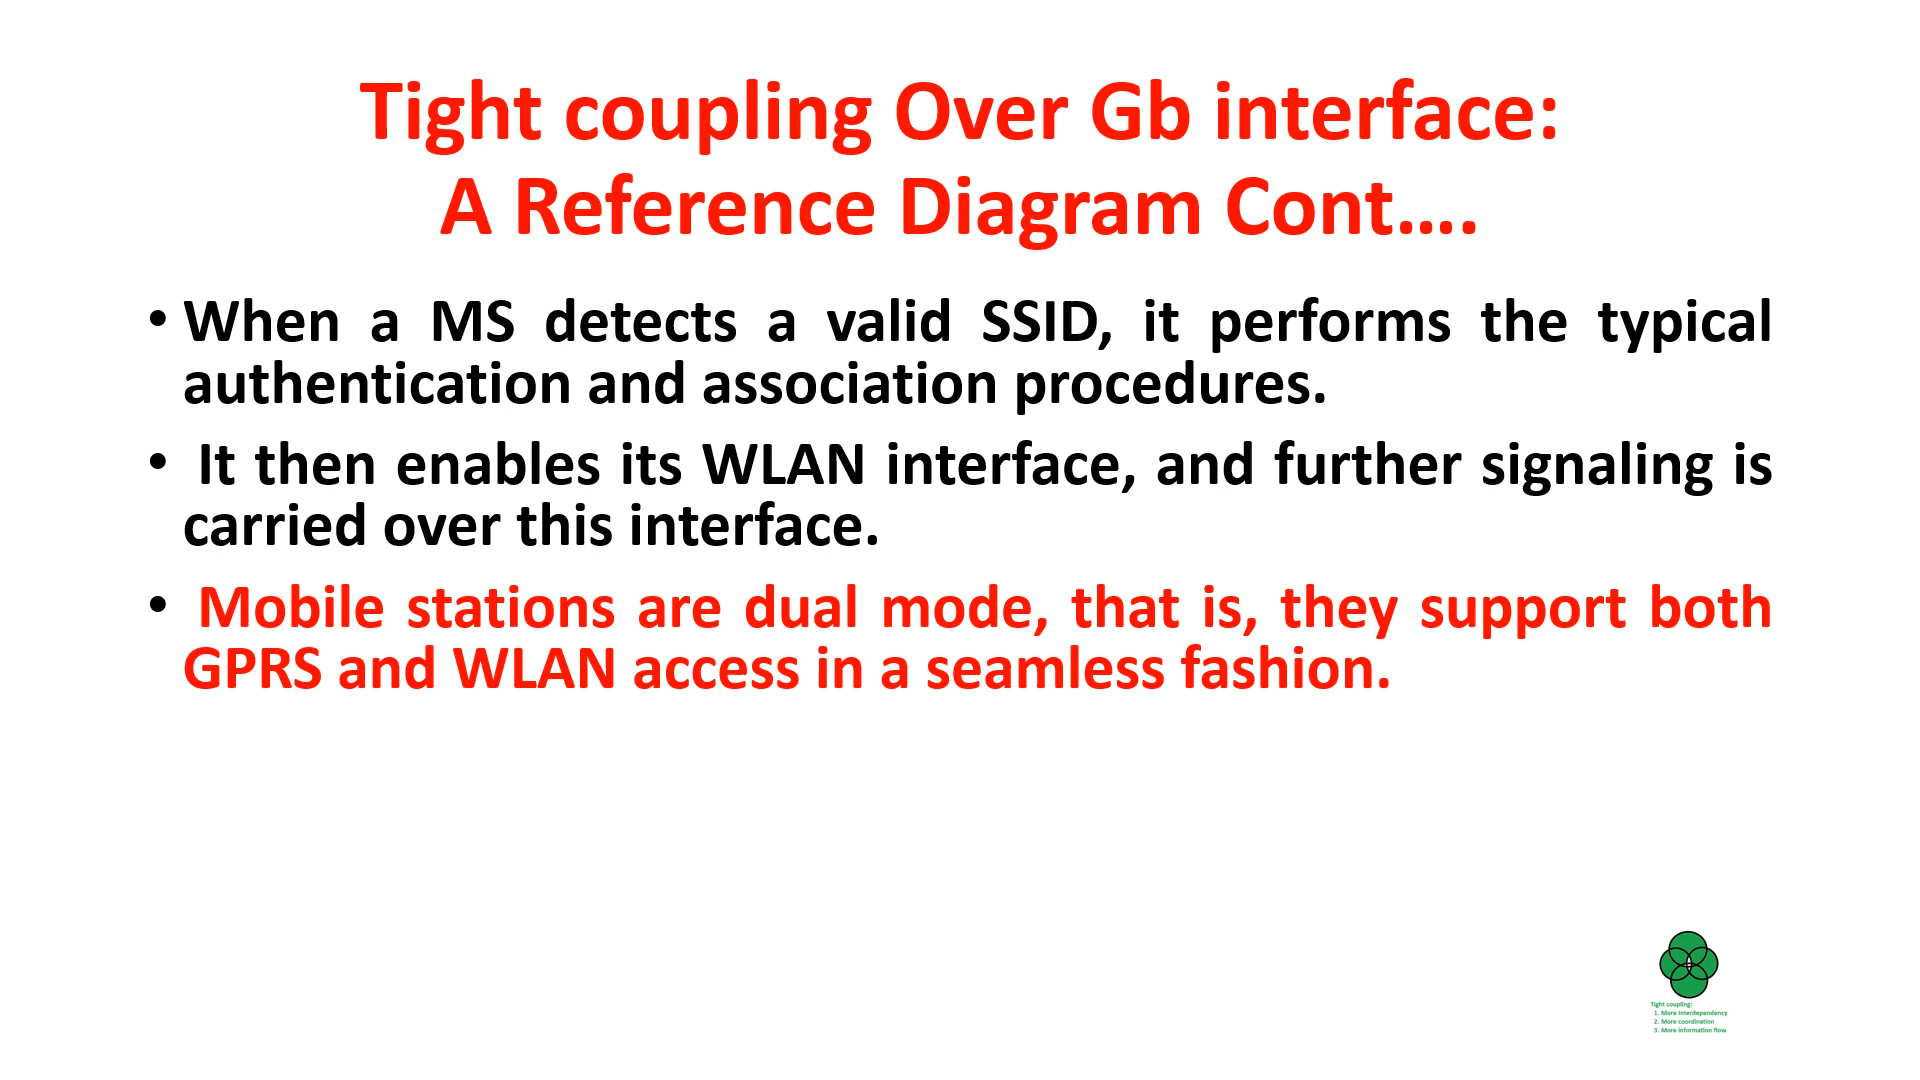 Tight coupling Over Gb interface:
A Reference Diagram Cont....
• When a MS detects a valid SSID, it performs the typical
authentication and association procedures.
• It then enables its WLAN interface, and further signaling is
carried over this interface.
• Mobile stations are dual mode, that is, they support both
GPRS and WLAN access in a seamless fashion.
Tight coupling:
1. More Interdependency
2. More coordination
3. More information flow